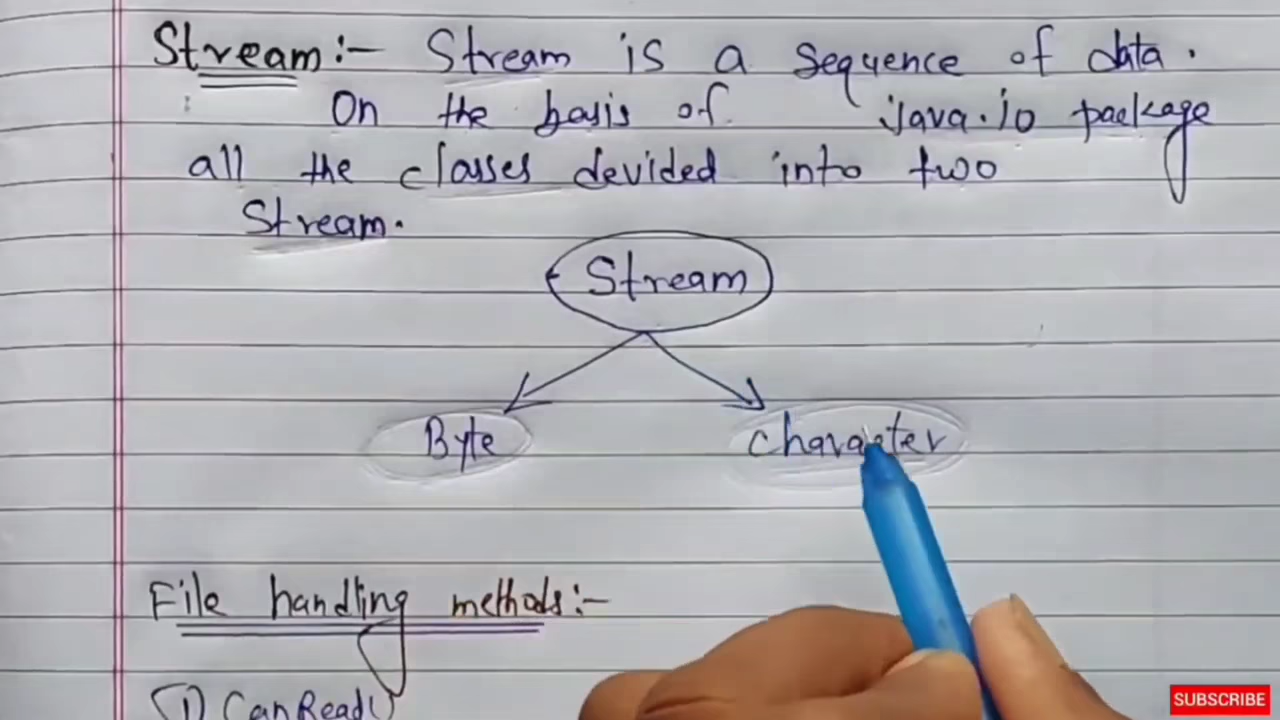 Stream:- Stream is a sequence of data.
On the basis of java.io package
all the classes devided into two
Stream.
Stream
Byte character
File handling methods:-
1) CanRead()
SUBSCRIBE